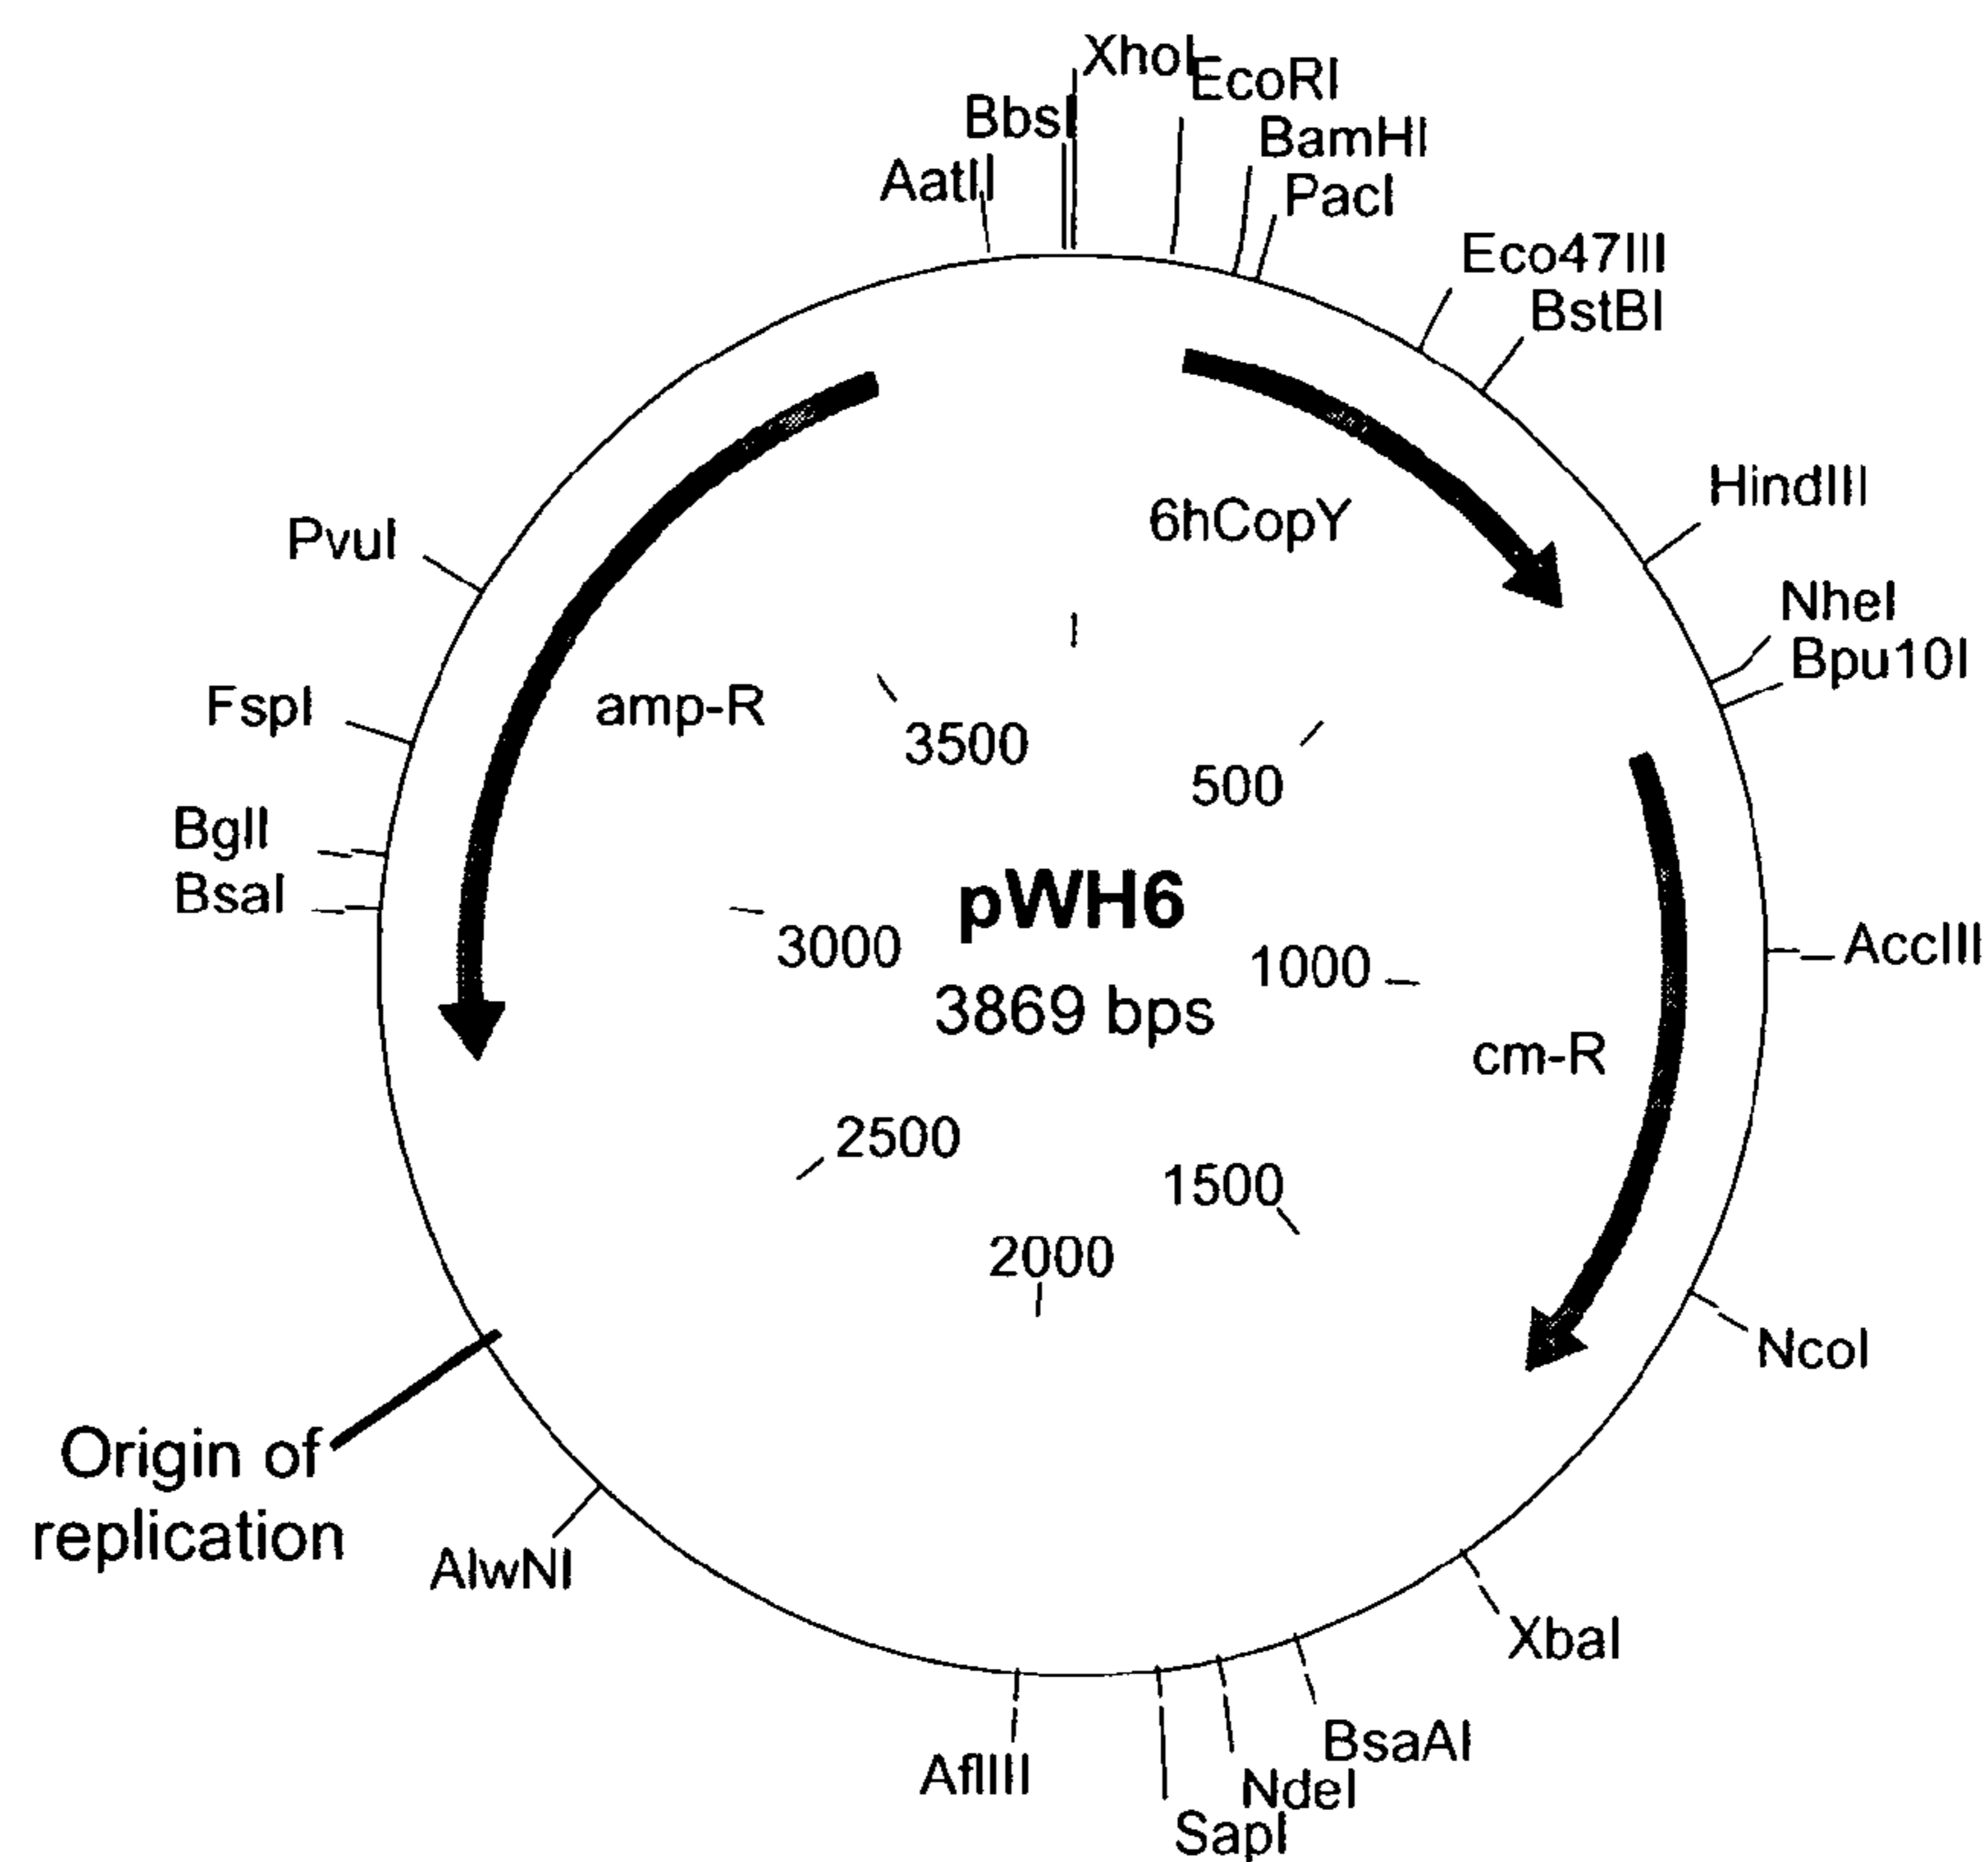 XhoI
EcoRI
BbsI
BamHI
AatII
PacI
Eco47III
BstBI
HindIII
6hCopY
PvuI
NheI
Bpu10I
FspI
amp-R
3500
500
BglI
BsaI
pWH6
3000
1000
AccIII
3869 bps
cm-R
2500
1500
2000
NcoI
Origin of
replication
AlwNI
XbaI
BsaAI
AflIII
NdeI
SapI